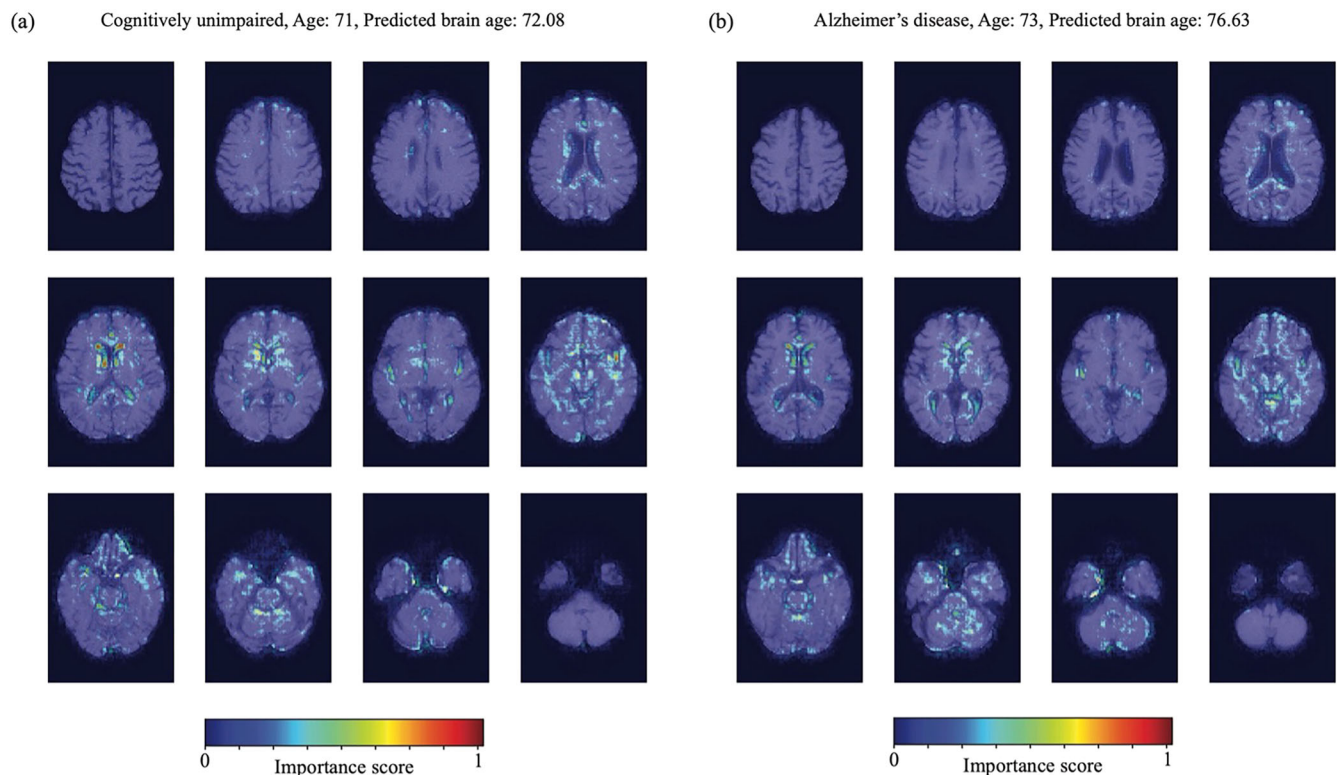 (a) Cognitively unimpaired, Age: 71, Predicted brain age: 72.08
(b) Alzheimer’s disease, Age: 73, Predicted brain age: 76.63
0 1
Importance score
0 1
Importance score